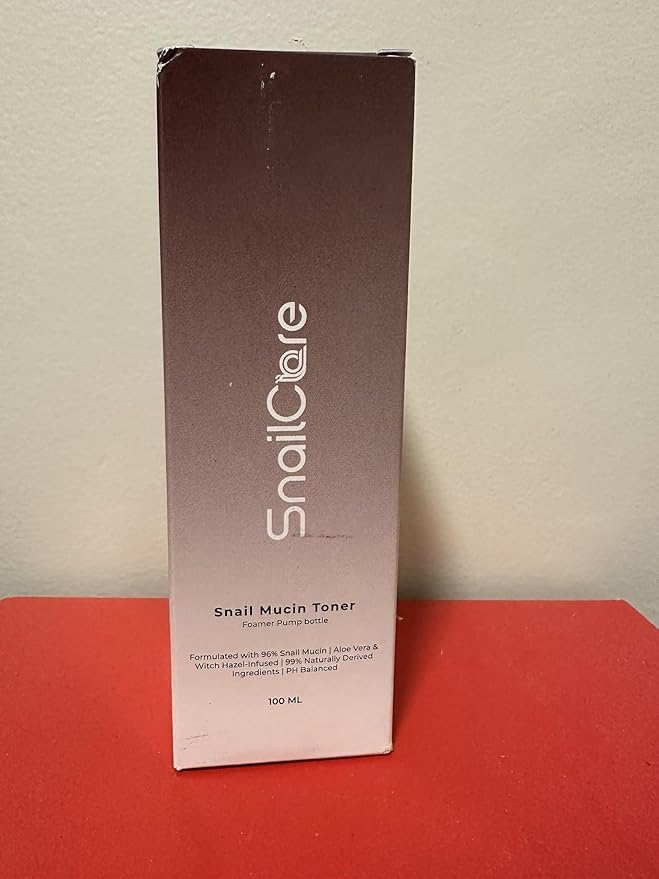 SnailCare
Snail Mucin Toner
Foamer Pump bottle
Formulated with 96% Snail Mucin | Aloe Vera &
Witch Hazel-Infused | 99% Naturally Derived
Ingredients | PH Balanced
100 ML